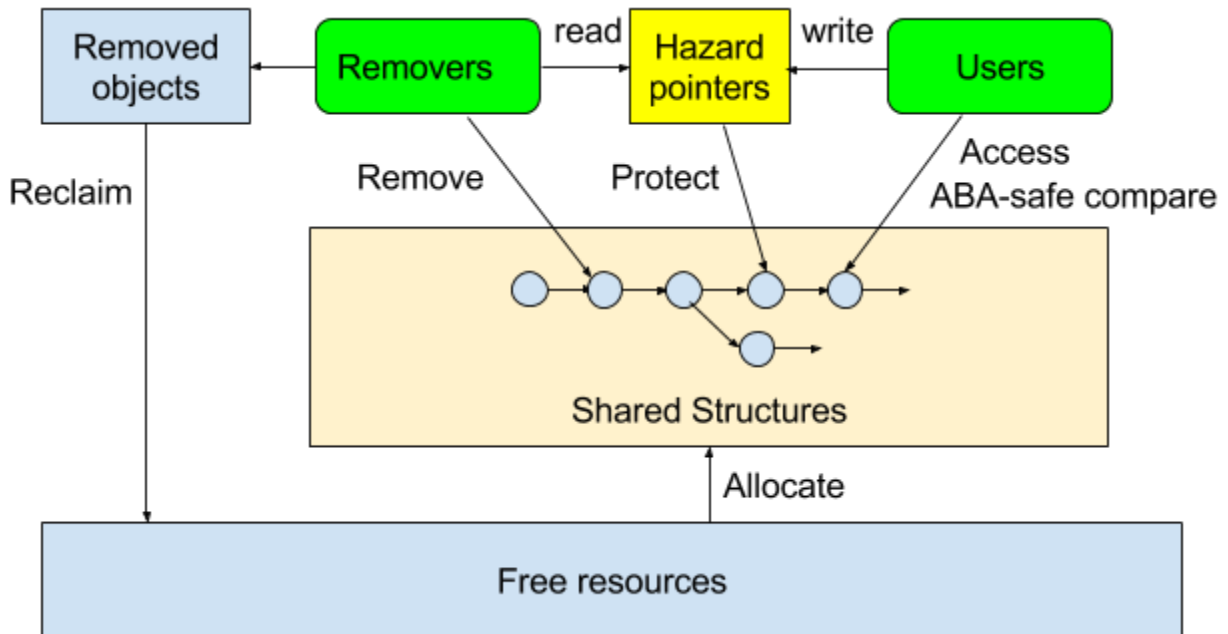 Removed
objects
Removers
read
Hazard
pointers
write
Users
Reclaim
Remove
Protect
Access
ABA-safe compare
Shared Structures
Allocate
Free resources